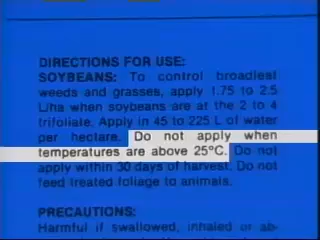 DIRECTIONS FOR USE:
SOYBEANS: To control broadleaf
weeds and grasses, apply 1.75 to 2.5
L/ha when soybeans are at the 2 to 4
trifoliate. Apply in 45 to 225 L of water
per hectare. Do not apply when
temperatures are above 25°C. Do not
apply within 30 days of harvest. Do not
feed treated foliage to animals.
PRECAUTIONS:
Harmful if swallowed, inhaled or ab-